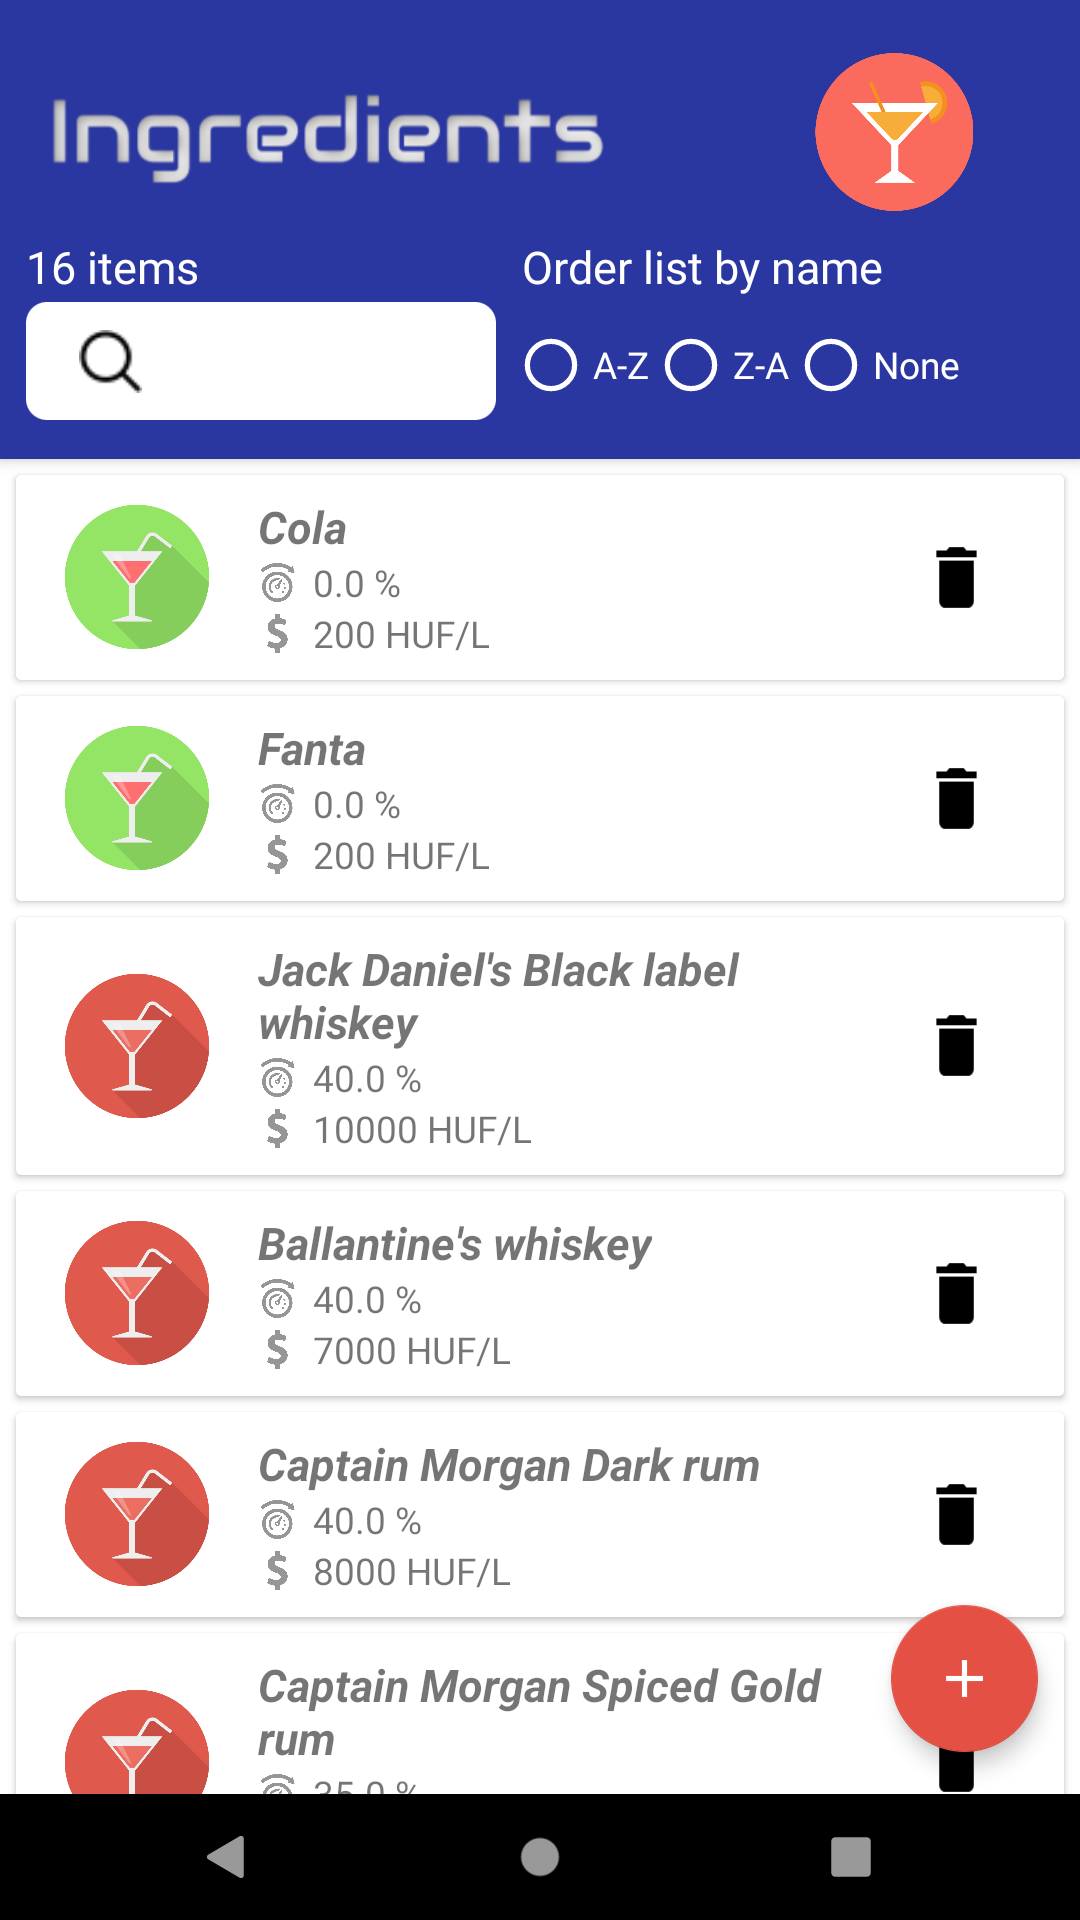 Ingredients
16 items
Order list by name
A-Z
Z-A
None
Cola
0.0 %
200 HUF/L
Fanta
0.0 %
200 HUF/L
Jack Daniel's Black label
whiskey
40.0 %
10000 HUF/L
Ballantine's whiskey
40.0 %
7000 HUF/L
Captain Morgan Dark rum
40.0 %
8000 HUF/L
Captain Morgan Spiced Gold
rum
35.0 %